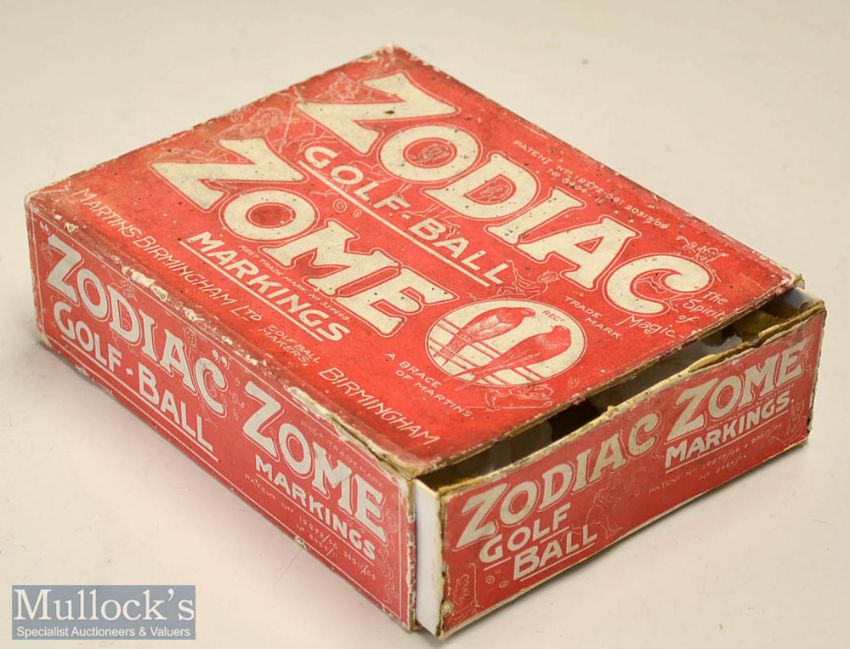 ZODIAC
GOLF-BALL
ZOME
MARKINGS
TRADE MARK
The
Spirit
of
Magic
REGD
A BRACE
OF MARTINS.
MARTINS-BIRMINGHAM LTD
GOLF BALL
MAKERS,
BIRMINGHAM
"ZODIAC"
GOLF-BALL
ZOME
MARKINGS
ZODIAC ZOME
GOLF
BALL
MARKINGS.
Mullock's
Specialist Auctioneers & Valuers